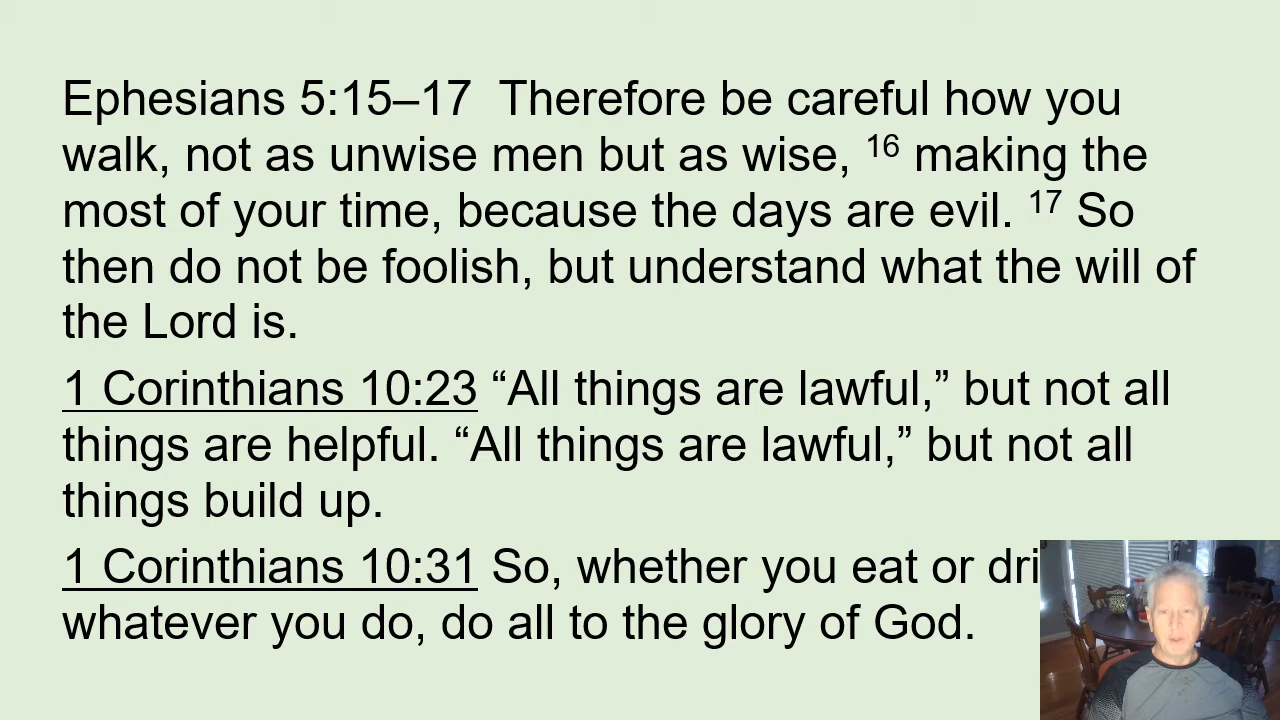 Ephesians 5:15–17  Therefore be careful how you
walk, not as unwise men but as wise, 16 making the
most of your time, because the days are evil. 17 So
then do not be foolish, but understand what the will of
the Lord is.
1 Corinthians 10:23 “All things are lawful,” but not all
things are helpful. “All things are lawful,” but not all
things build up.
1 Corinthians 10:31 So, whether you eat or
whatever you do, do all to the glory of God.